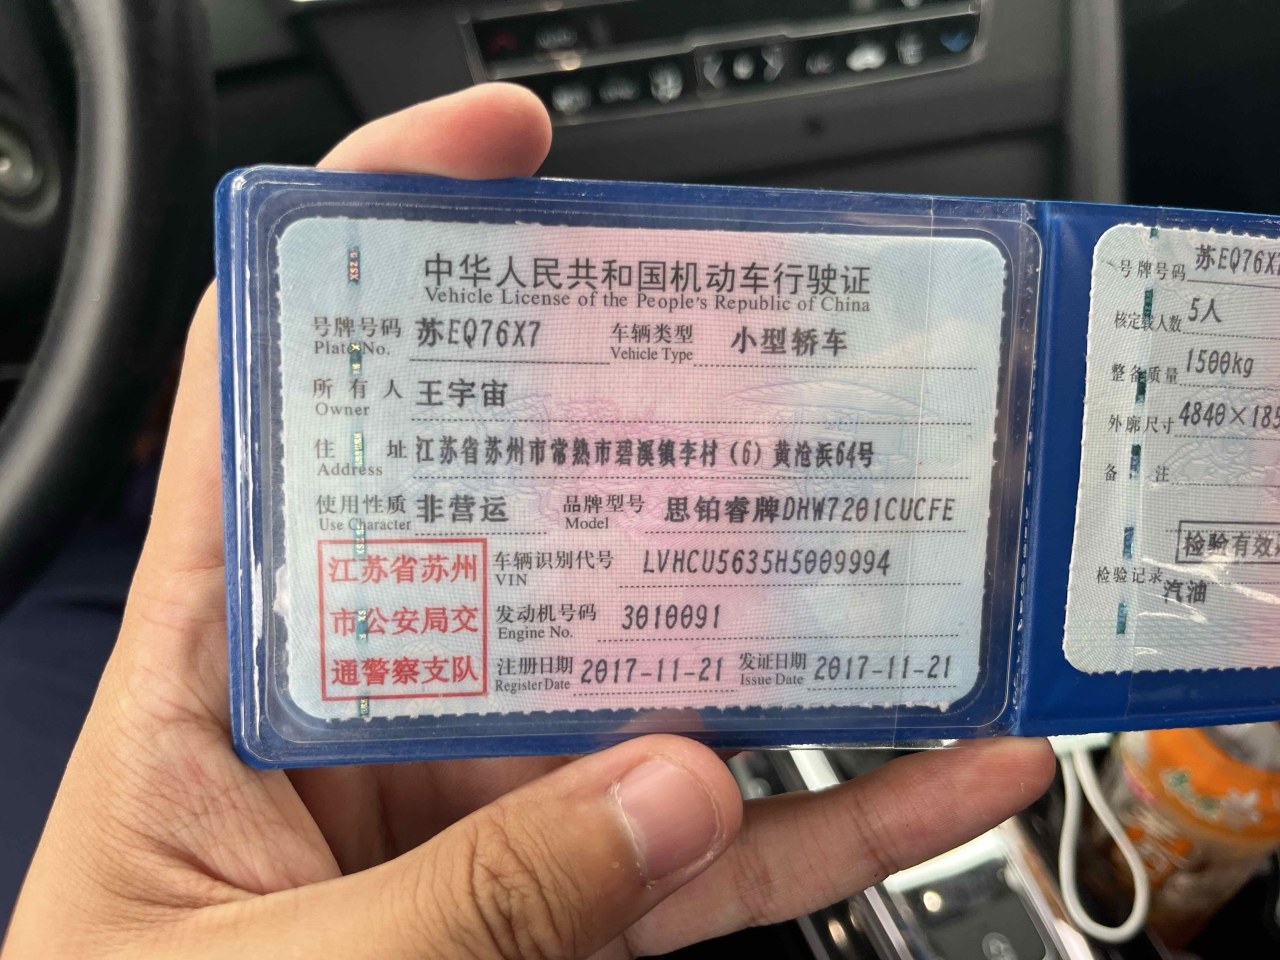 中华人民共和国机动车行驶证
Vehicle License of the People's Republic of China
号牌号码 苏EQ76X7 车辆类型 小型轿车
Plate No. Vehicle Type
所有人 王宇宙
Owner
住址 江苏省苏州市常熟市碧溪镇李村（6）黄沧浜64号
Address
使用性质 非营运 品牌型号 思铂睿牌DHW7201CUCFE
Use Character Model
江苏省苏州
市公安局交
通警察支队
车辆识别代号 LVHCU5635H5009994
VIN
发动机号码 3010091
Engine No.
注册日期 2017-11-21 发证日期 2017-11-21
Register Date Issue Date
号牌号码 苏EQ76X
核定载人数 5人
整备质量 1500kg
外廓尺寸 4840×185
备注
检验有效
检验记录
汽油